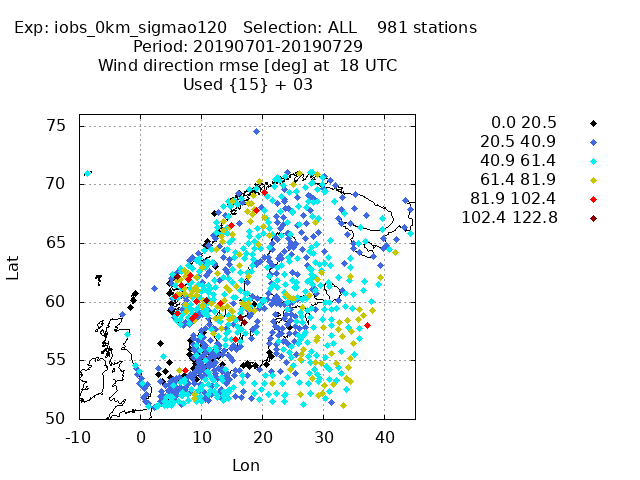 Exp: iobs_0km_sigmao120   Selection: ALL    981 stations
Period: 20190701-20190729
Wind direction rmse [deg] at  18 UTC
Used {15} + 03
0.0 20.5
20.5 40.9
40.9 61.4
61.4 81.9
81.9 102.4
102.4 122.8
75
70
65
60
55
50
Lat
-10 0 10 20 30 40
Lon